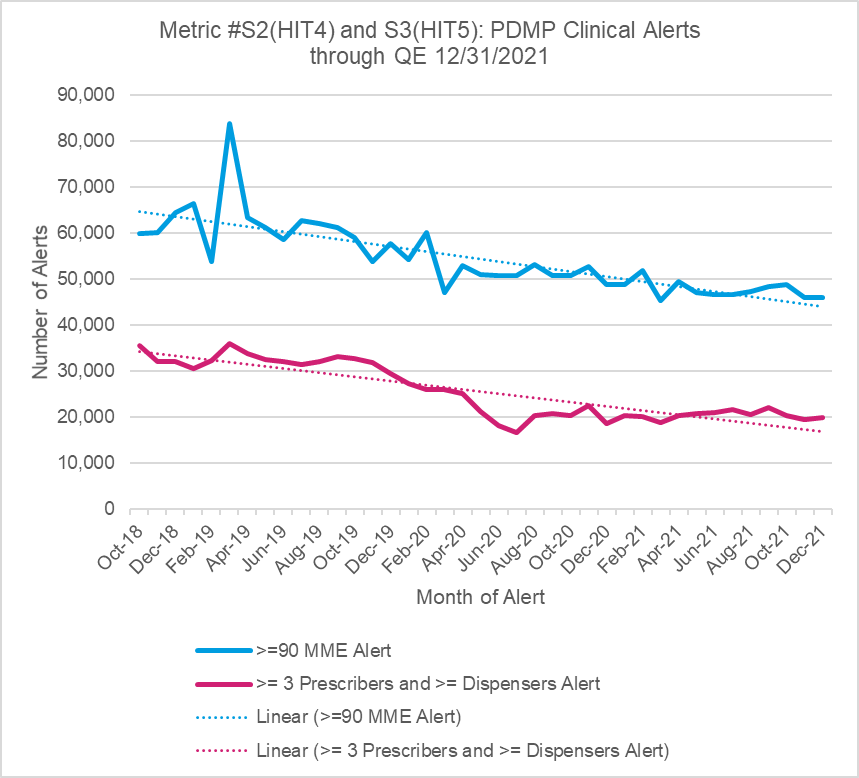 Metric #S2(HIT4) and S3(HIT5): PDMP Clinical Alerts
through QE 12/31/2021
90,000
80,000
70,000
60,000
50,000
40,000
30,000
20,000
10,000
0
Number of Alerts
Oct-18
Dec-18
Feb-19
Apr-19
Jun-19
Aug-19
Oct-19
Dec-19
Feb-20
Apr-20
Jun-20
Aug-20
Oct-20
Dec-20
Feb-21
Apr-21
Jun-21
Aug-21
Oct-21
Dec-21
Month of Alert
>=90 MME Alert
>= 3 Prescribers and >= Dispensers Alert
Linear (>=90 MME Alert)
Linear (>= 3 Prescribers and >= Dispensers Alert)